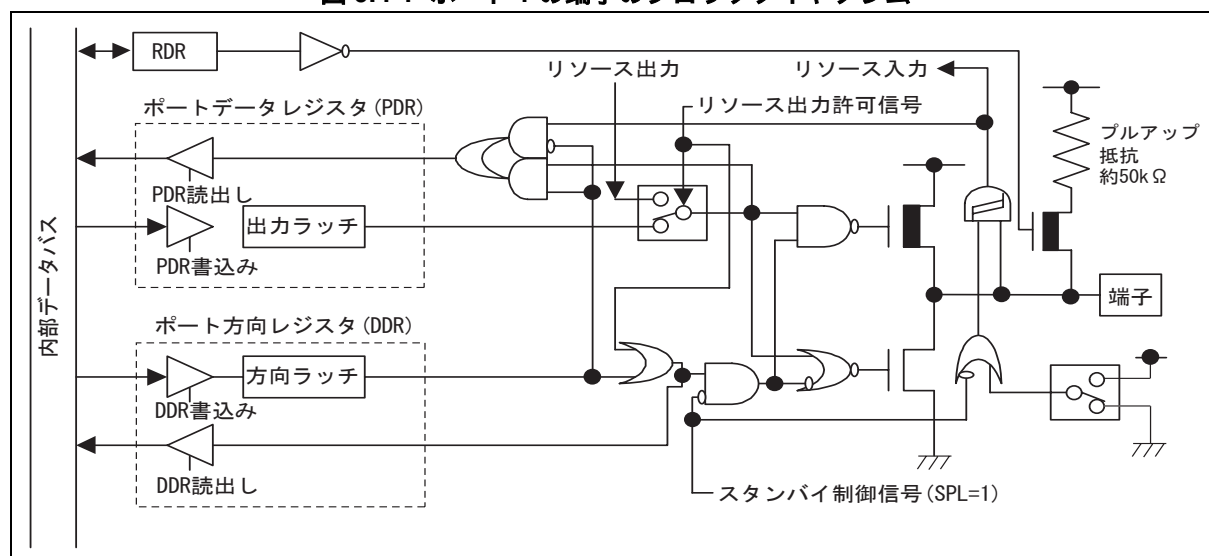 RDR
リソース出力
リソース入力
ポートデータレジスタ(PDR)
リソース出力許可信号
プルアップ
抵抗
約50kΩ
PDR読出し
出力ラッチ
PDR書込み
内部データバス
端子
ポート方向レジスタ(DDR)
方向ラッチ
DDR書込み
DDR読出し
スタンバイ制御信号(SPL=1)